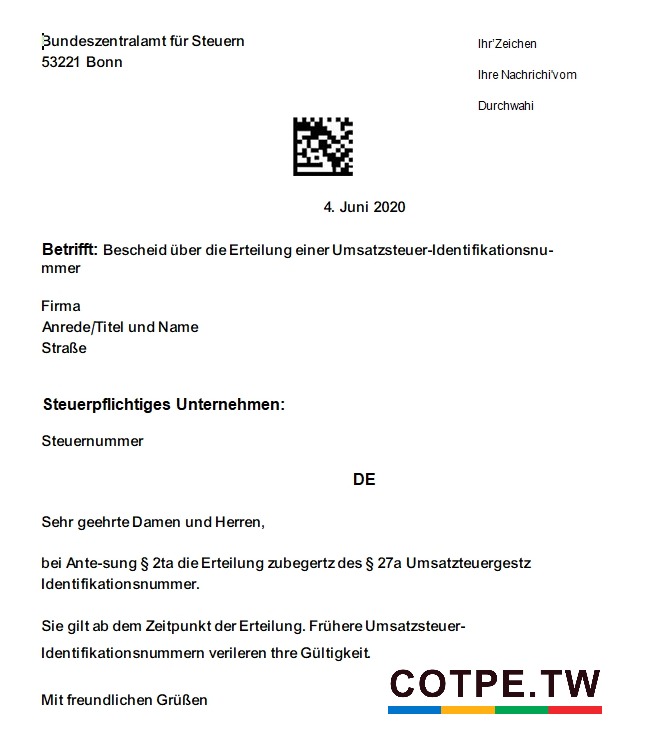 Bundeszentralamt für Steuern
53221 Bonn
Ihr'Zeichen
Ihre Nachrichi'vom
Durchwahi
4. Juni 2020
Betrifft: Bescheid über die Erteilung einer Umsatzsteuer-Identifikationsnu-
mmer
Firma
Anrede/Titel und Name
Straße
Steuerpflichtiges Unternehmen:
Steuernummer
DE
Sehr geehrte Damen und Herren,
bei Ante-sung § 2ta die Erteilung zubegertz des § 27a Umsatzteuergestz
Identifikationsnummer.
Sie gilt ab dem Zeitpunkt der Erteilung. Frühere Umsatzsteuer-
Identifikationsnummern verileren thre Gültigkeit.
Mit freundlichen Grüßen
COTPE.TW